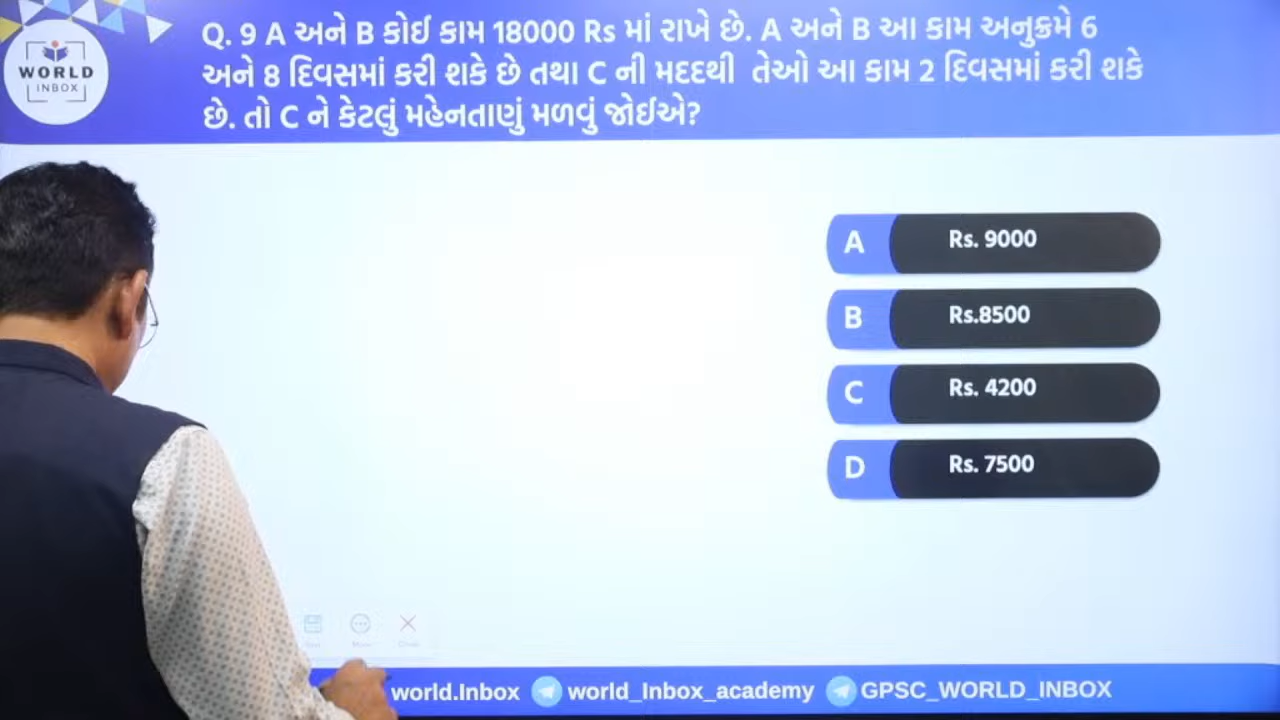 Q. 9 A અને B કોઈ કામ 18000 Rs માં રાખે છે. A અને B આ કામ અનુક્રમે 6
અને 8 દિવસમાં કરી શકે છે તથા C ની મદદથી તેઓ આ કામ 2 દિવસમાં કરી શકે
છે. તો C ને કેટલું મહેનતાણું મળવું જોઈએ?
WORLD
INBOX
A Rs. 9000
B Rs.8500
C Rs. 4200
D Rs. 7500
world.Inbox world_Inbox_academy GPSC_WORLD_INBOX